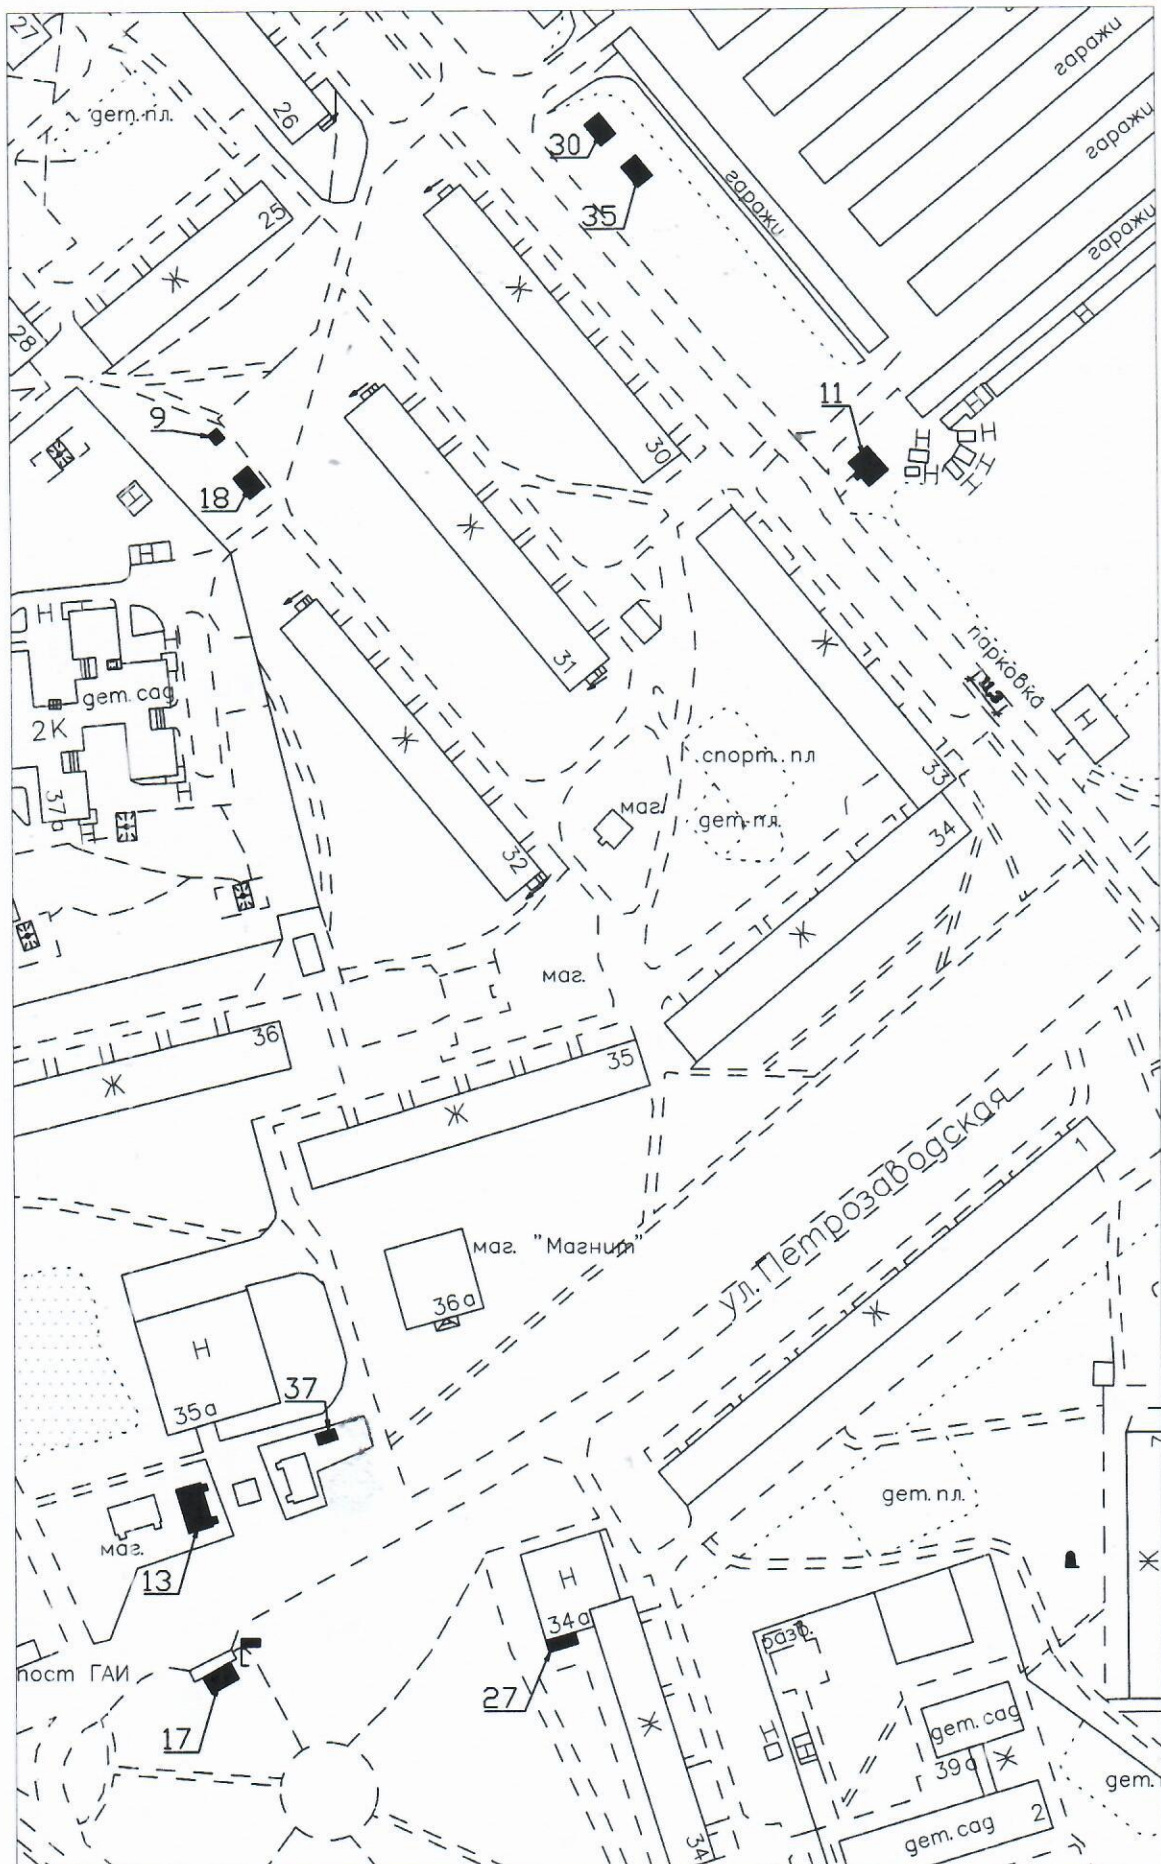 27
дет. пл.
26
30
35
гаражи
гаражи
гаражи
гаражи
25
Ж
28
Ж
30
Н
9
18
11
Н
Н
Н
Н
Н
Н
Ж
31
Н
Н
дет. сад
2К
37а
Н
Н
Ж
32
Ж
33
парковка
Н
спорт. пл
маг.
дет. пл.
34
Ж
маг.
36
Ж
35
Ж
ул. Петрозаводская
1
Ж
маг. "Магнит"
36а
Н
35а
37
маг.
13
дет. пл.
Ж
Н
34а
27
разв.
пост ГАИ
17
Ж
34
Н
Н
дет. сад
39а
Ж
дет. сад
2
дет.